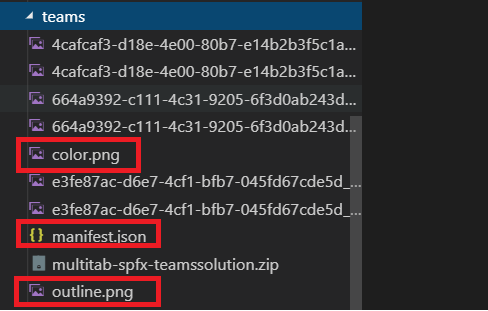 teams
4cafcaf3-d18e-4e00-80b7-e14b2b3f5c1a...
4cafcaf3-d18e-4e00-80b7-e14b2b3f5c1a...
664a9392-c111-4c31-9205-6f3d0ab243d...
664a9392-c111-4c31-9205-6f3d0ab243d...
color.png
e3fe87ac-d6e7-4cf1-bfb7-045fd67cde5d_...
e3fe87ac-d6e7-4cf1-bfb7-045fd67cde5d_...
{} manifest.json
multitab-spfx-teamssolution.zip
outline.png